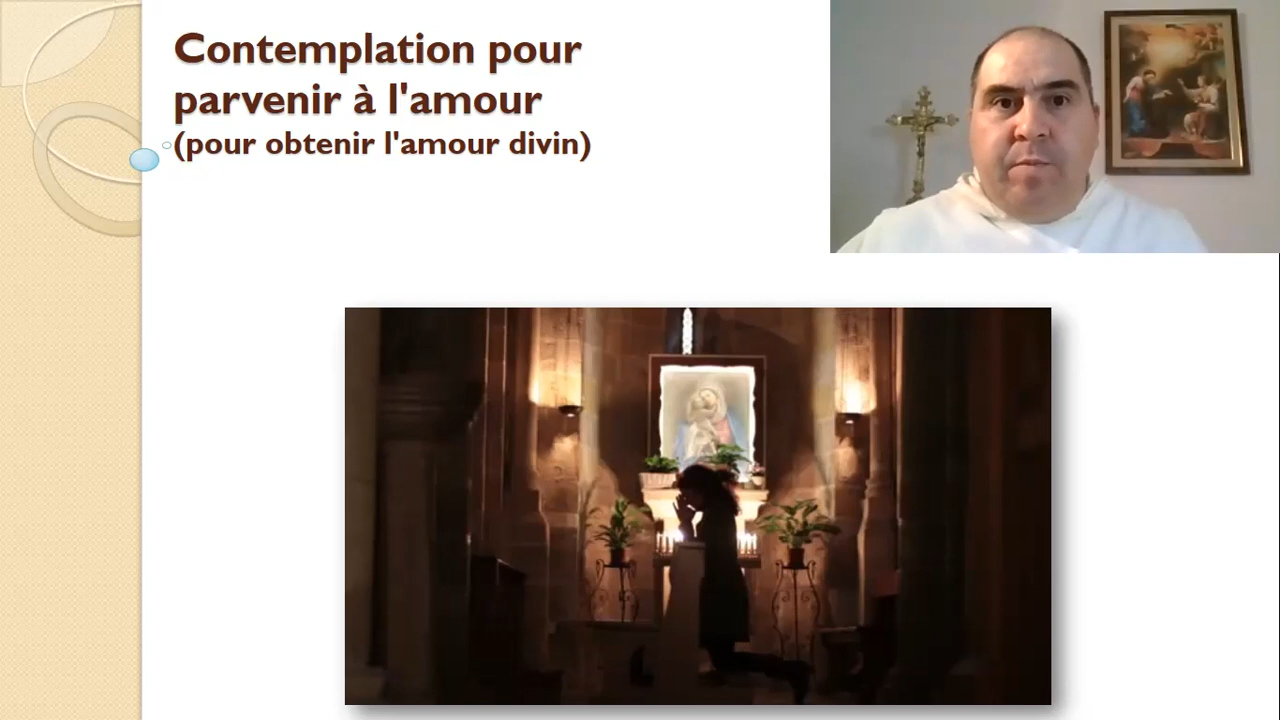 Contemplation pour
parvenir à l'amour
(pour obtenir l'amour divin)